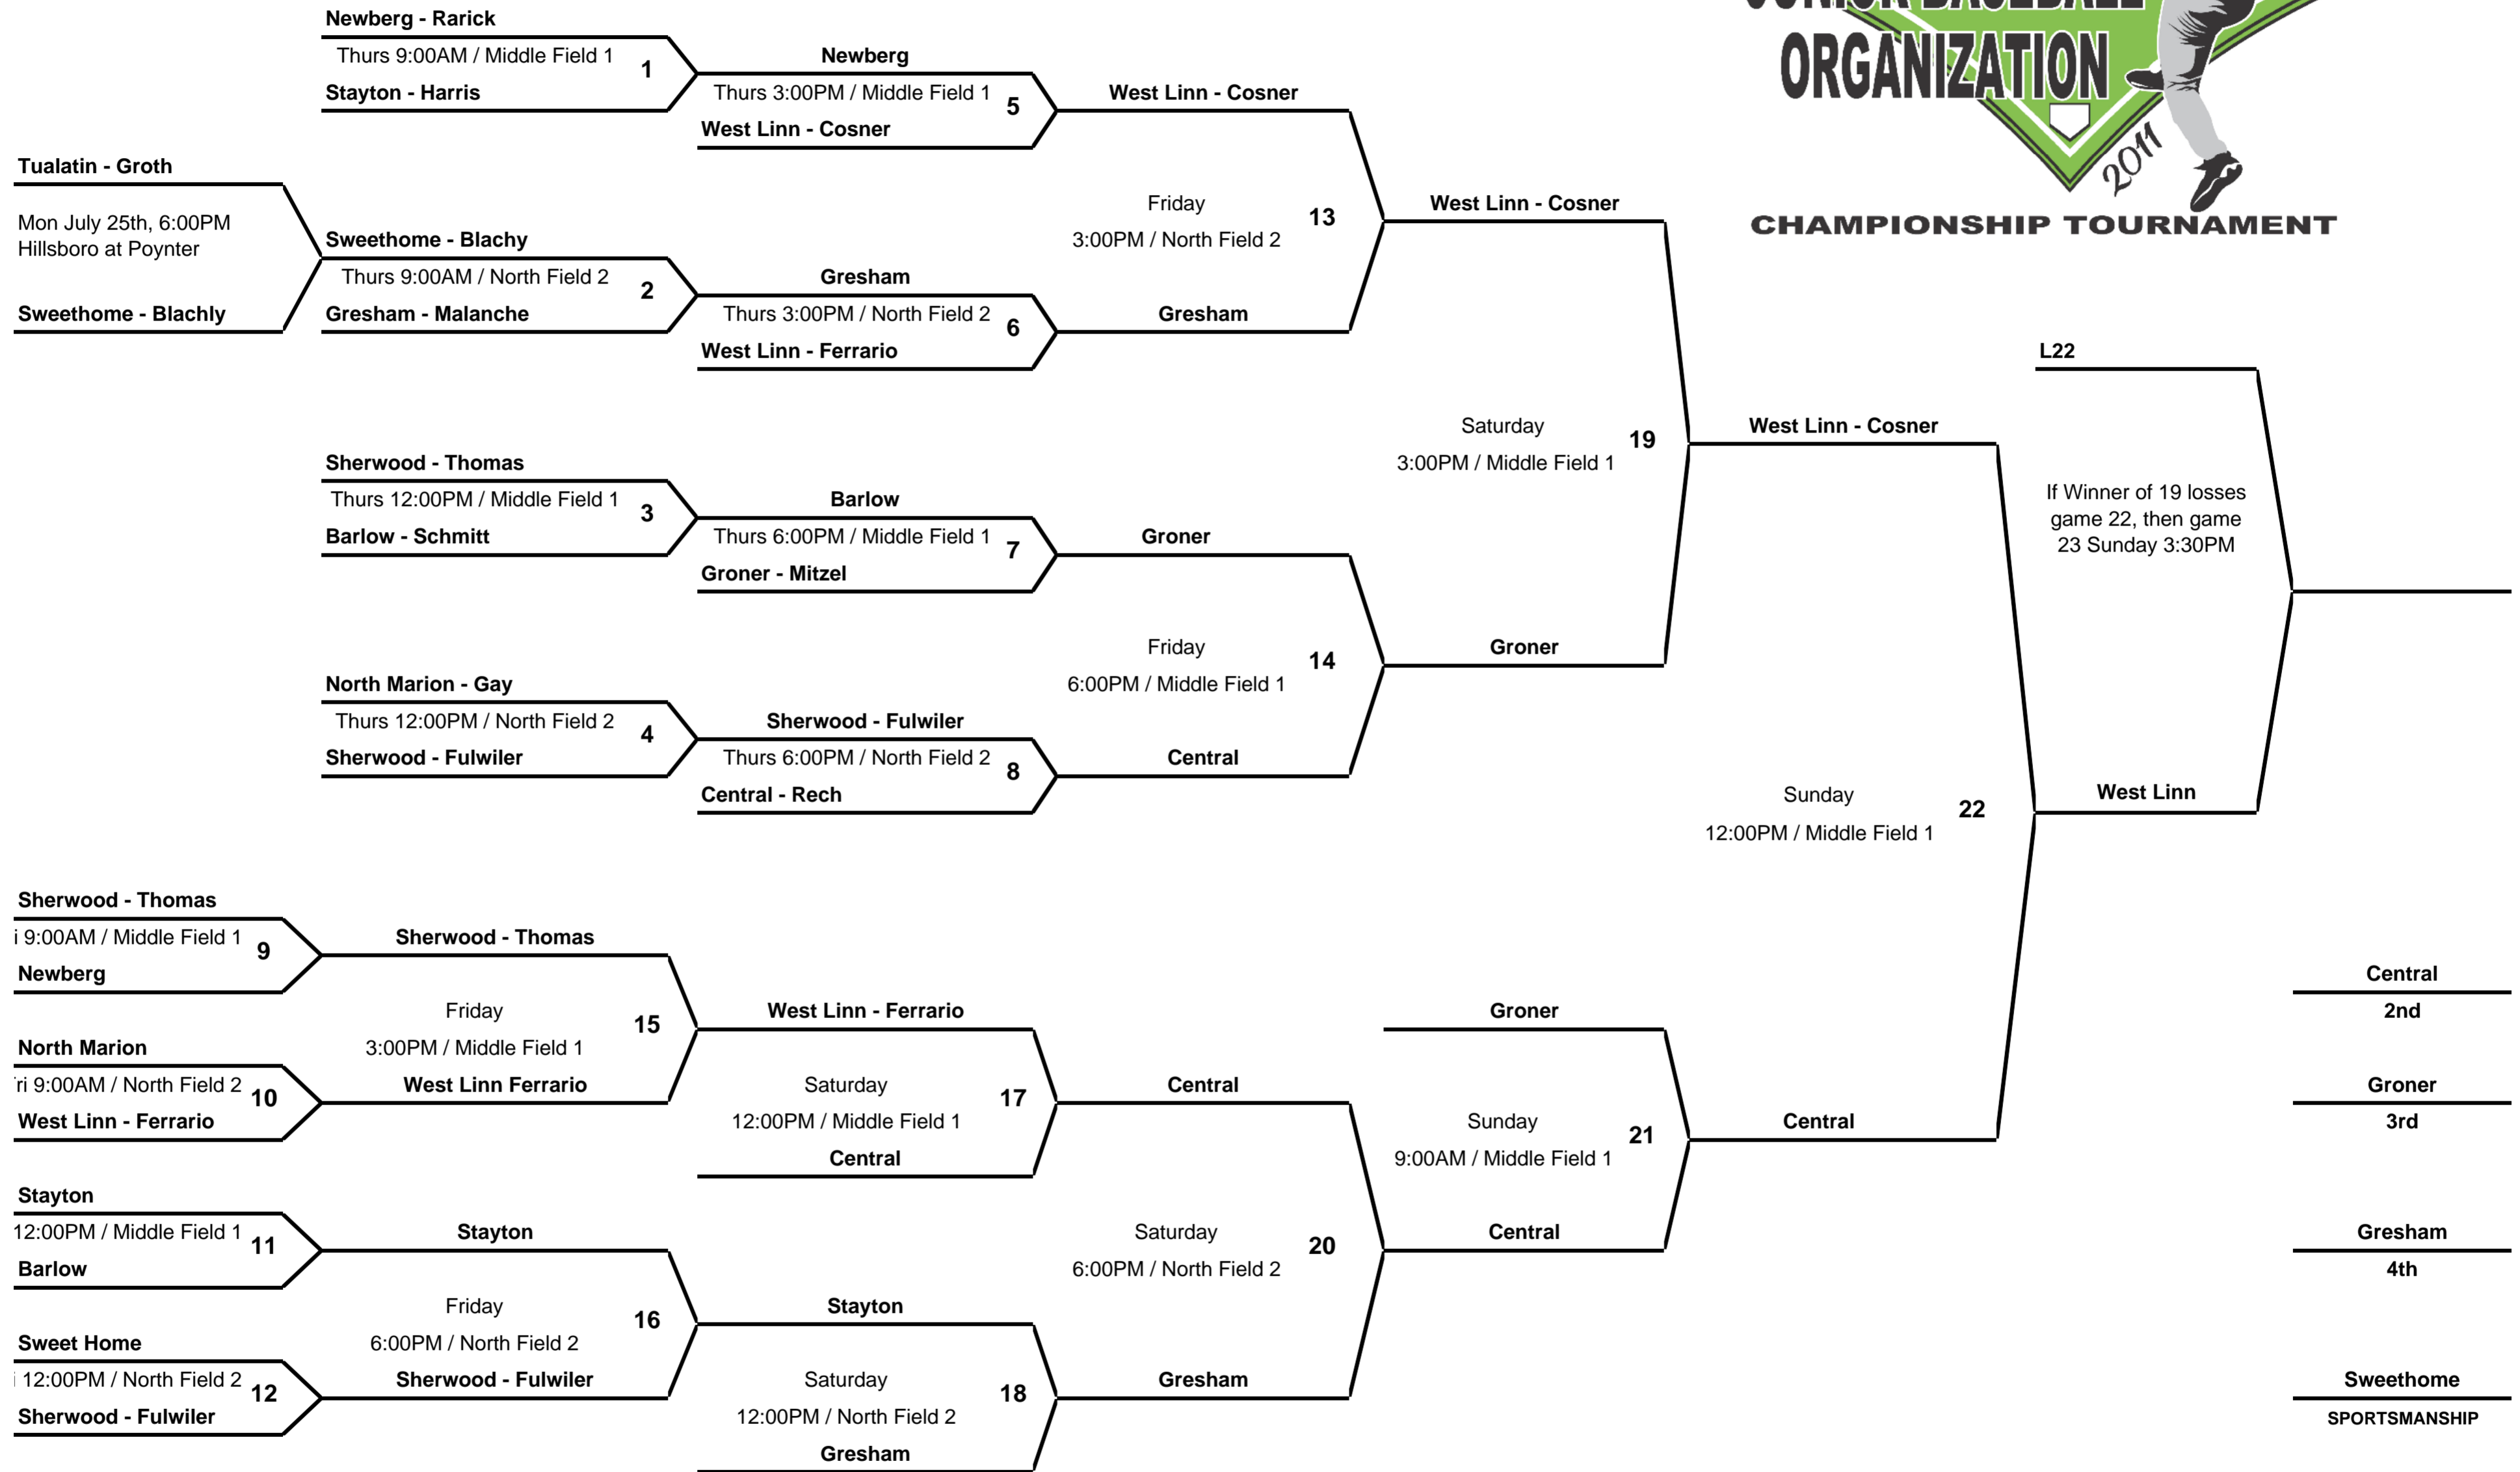 JUNIOR BASEBALL
ORGANIZATION
2011
CHAMPIONSHIP TOURNAMENT
Newberg - Rarick
Thurs 9:00AM / Middle Field 1
1
Stayton - Harris
Newberg
Thurs 3:00PM / Middle Field 1
5
West Linn - Cosner
West Linn - Cosner
Tualatin - Groth
Mon July 25th, 6:00PM
Hillsboro at Poynter
Sweethome - Blachly
Sweethome - Blachy
Thurs 9:00AM / North Field 2
2
Gresham - Malanche
Gresham
Thurs 3:00PM / North Field 2
6
West Linn - Ferrario
Friday
13
3:00PM / North Field 2
Gresham
West Linn - Cosner
Sherwood - Thomas
Thurs 12:00PM / Middle Field 1
3
Barlow - Schmitt
Barlow
Thurs 6:00PM / Middle Field 1
7
Groner - Mitzel
Groner
Saturday
19
3:00PM / Middle Field 1
West Linn - Cosner
L22
If Winner of 19 losses
game 22, then game
23 Sunday 3:30PM
North Marion - Gay
Thurs 12:00PM / North Field 2
4
Sherwood - Fulwiler
Sherwood - Fulwiler
Thurs 6:00PM / North Field 2
8
Central - Rech
Friday
14
6:00PM / Middle Field 1
Central
Groner
Sunday
22
12:00PM / Middle Field 1
West Linn
Sherwood - Thomas
i 9:00AM / Middle Field 1
9
Newberg
Sherwood - Thomas
North Marion
ri 9:00AM / North Field 2
10
West Linn - Ferrario
Friday
15
3:00PM / Middle Field 1
West Linn Ferrario
West Linn - Ferrario
Saturday
17
12:00PM / Middle Field 1
Central
Central
Stayton
12:00PM / Middle Field 1
11
Barlow
Stayton
Sweet Home
12:00PM / North Field 2
12
Sherwood - Fulwiler
Friday
16
6:00PM / North Field 2
Sherwood - Fulwiler
Stayton
Saturday
18
12:00PM / North Field 2
Gresham
Saturday
20
6:00PM / North Field 2
Gresham
Groner
Sunday
21
9:00AM / Middle Field 1
Central
Central
Central
2nd
Groner
3rd
Gresham
4th
Sweethome
SPORTSMANSHIP